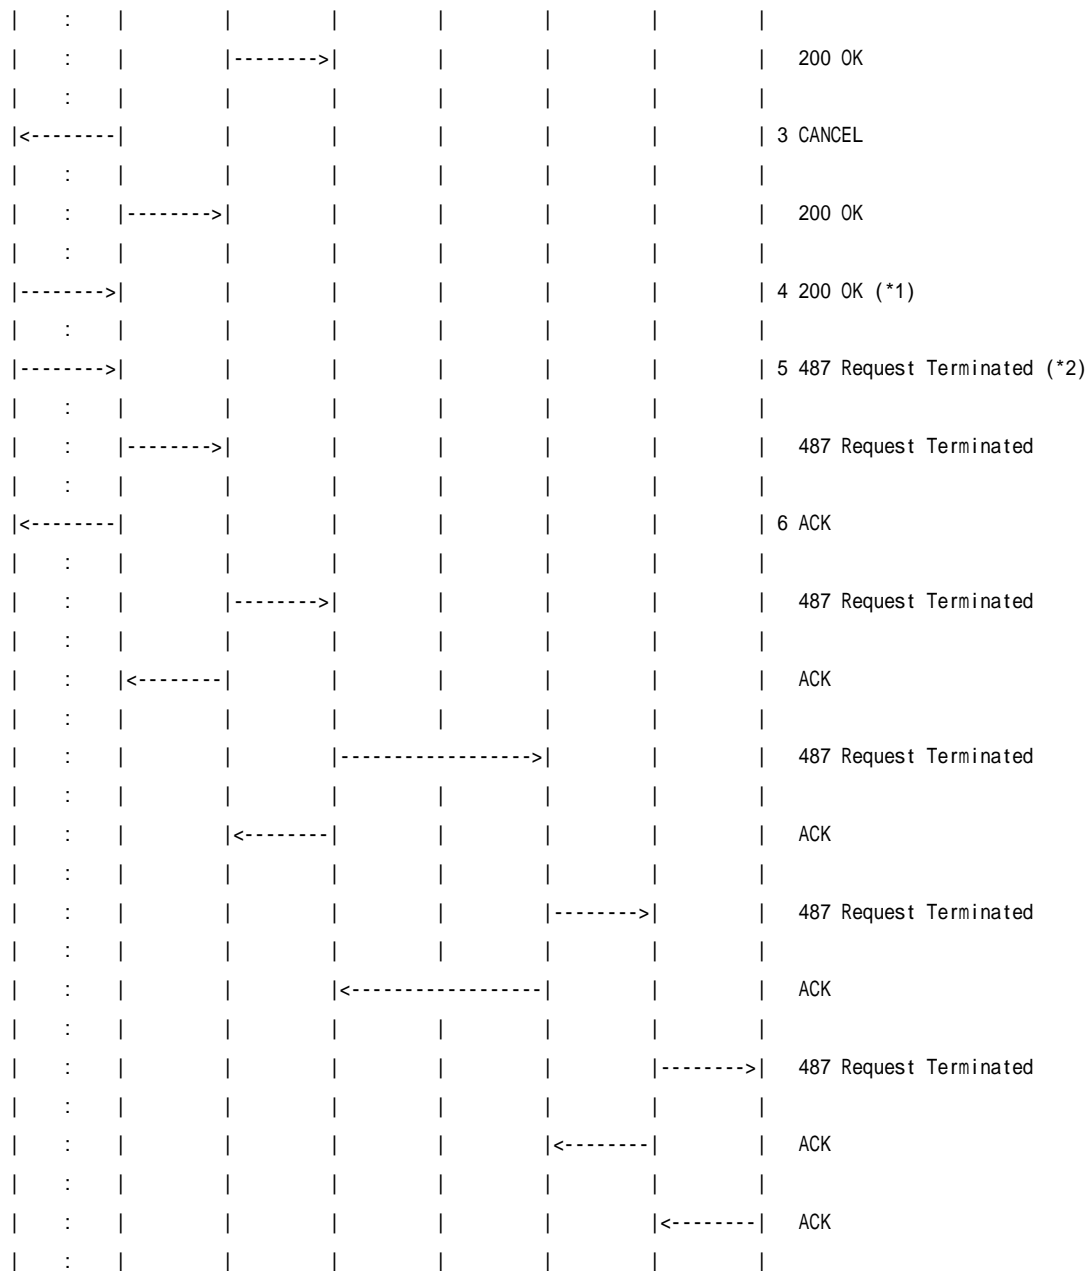 |    :    |         |         |         |         |         |         |
|    :    |         |-------->|         |         |         |         |   200 OK
|    :    |         |         |         |         |         |         |
|<--------|         |         |         |         |         |         | 3 CANCEL
|    :    |         |         |         |         |         |         |
|    :    |-------->|         |         |         |         |         |   200 OK
|    :    |         |         |         |         |         |         |
|-------->|         |         |         |         |         |         | 4 200 OK (*1)
|    :    |         |         |         |         |         |         |
|-------->|         |         |         |         |         |         | 5 487 Request Terminated (*2)
|    :    |         |         |         |         |         |         |
|    :    |-------->|         |         |         |         |         |   487 Request Terminated
|    :    |         |         |         |         |         |         |
|<--------|         |         |         |         |         |         | 6 ACK
|    :    |         |         |         |         |         |         |
|    :    |         |-------->|         |         |         |         |   487 Request Terminated
|    :    |         |         |         |         |         |         |
|    :    |<--------|         |         |         |         |         |   ACK
|    :    |         |         |         |         |         |         |
|    :    |         |         |------------------>|         |         |   487 Request Terminated
|    :    |         |         |         |         |         |         |
|    :    |         |<--------|         |         |         |         |   ACK
|    :    |         |         |         |         |         |         |
|    :    |         |         |         |         |-------->|         |   487 Request Terminated
|    :    |         |         |         |         |         |         |
|    :    |         |         |<------------------|         |         |   ACK
|    :    |         |         |         |         |         |         |
|    :    |         |         |         |         |         |-------->|   487 Request Terminated
|    :    |         |         |         |         |         |         |
|    :    |         |         |         |         |<--------|         |   ACK
|    :    |         |         |         |         |         |         |
|    :    |         |         |         |         |         |<--------|   ACK
|    :    |         |         |         |         |         |         |